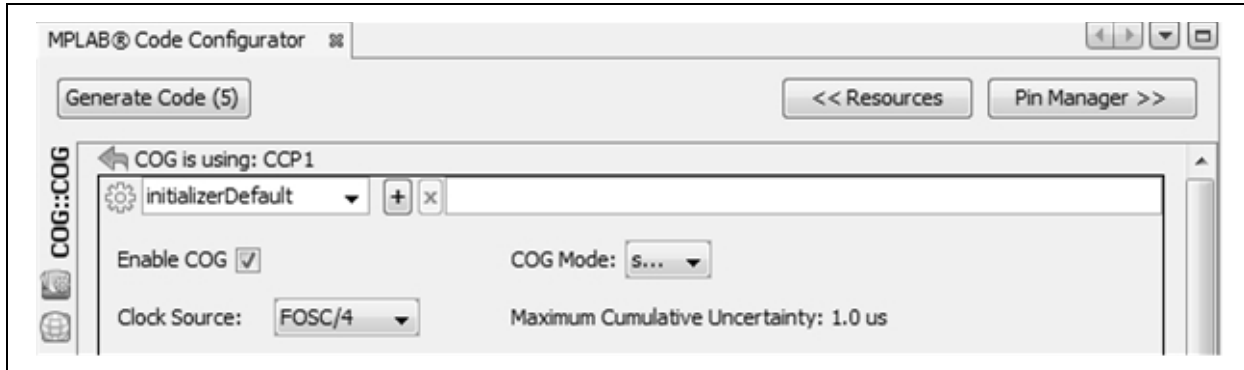 MPLAB® Code Configurator
Generate Code (5) << Resources Pin Manager >>
COG::COG
COG is using: CCP1
initializerDefault + x
Enable COG COG Mode: s...
Clock Source: FOSC/4 Maximum Cumulative Uncertainty: 1.0 us